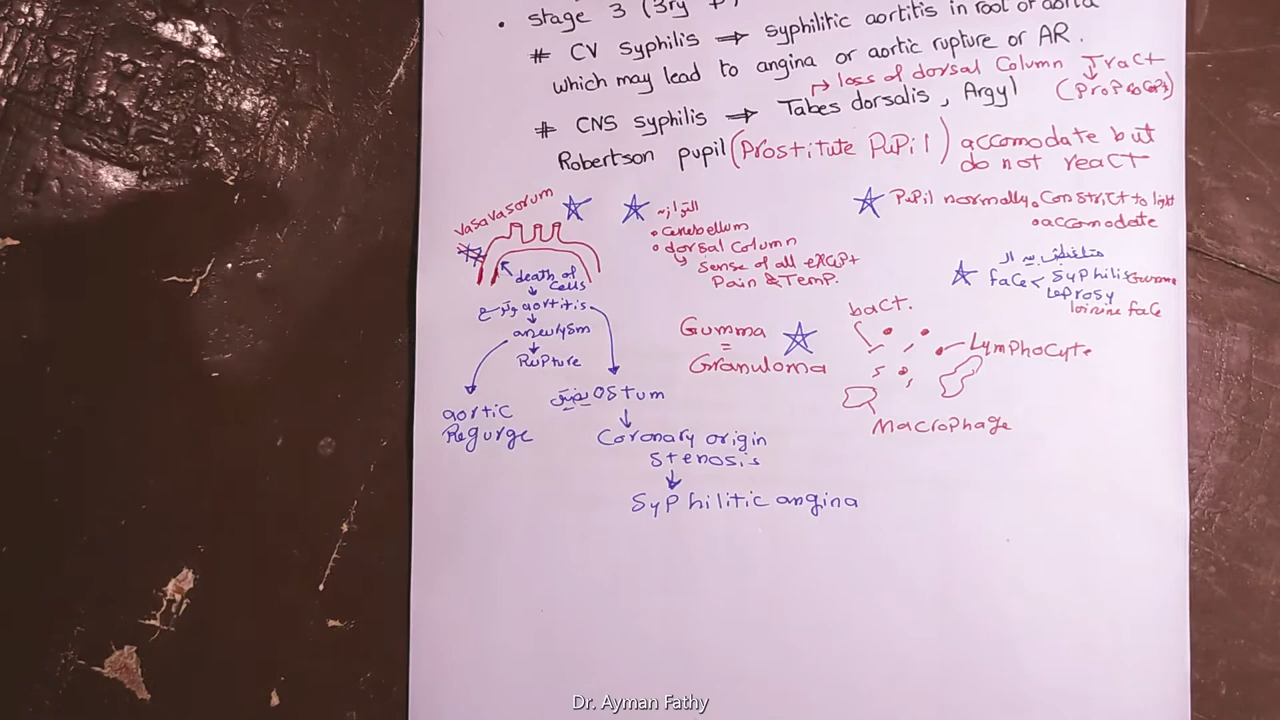 • stage 3 (3ry
# CV syphilis ⇒ syphilitic aortitis in root of aorta
which may lead to angina or aortic rupture or AR.
↱ loss of dorsal Column Tract
# CNS syphilis ⇒ Tabes dorsalis, Argyl
Robertson pupil (Prostitute PuPil) accomodate but
do not react
VasaVasorum
death of
cells
aortitis
aneurysm
RuPture
aortic
Regurge
Ostum
Coronary origin
Stenosis
SyPhilitic angina
• Cerebellum
• dorsal Column
Sense of all except
Pain & Temp.
Gumma
=
Granuloma
PuPil normally • Constrict to light
• accomodate
face < SyPhilis Gumma
LeProsy
bact.
LymPhocyte
MacroPhage
Dr. Ayman Fathy